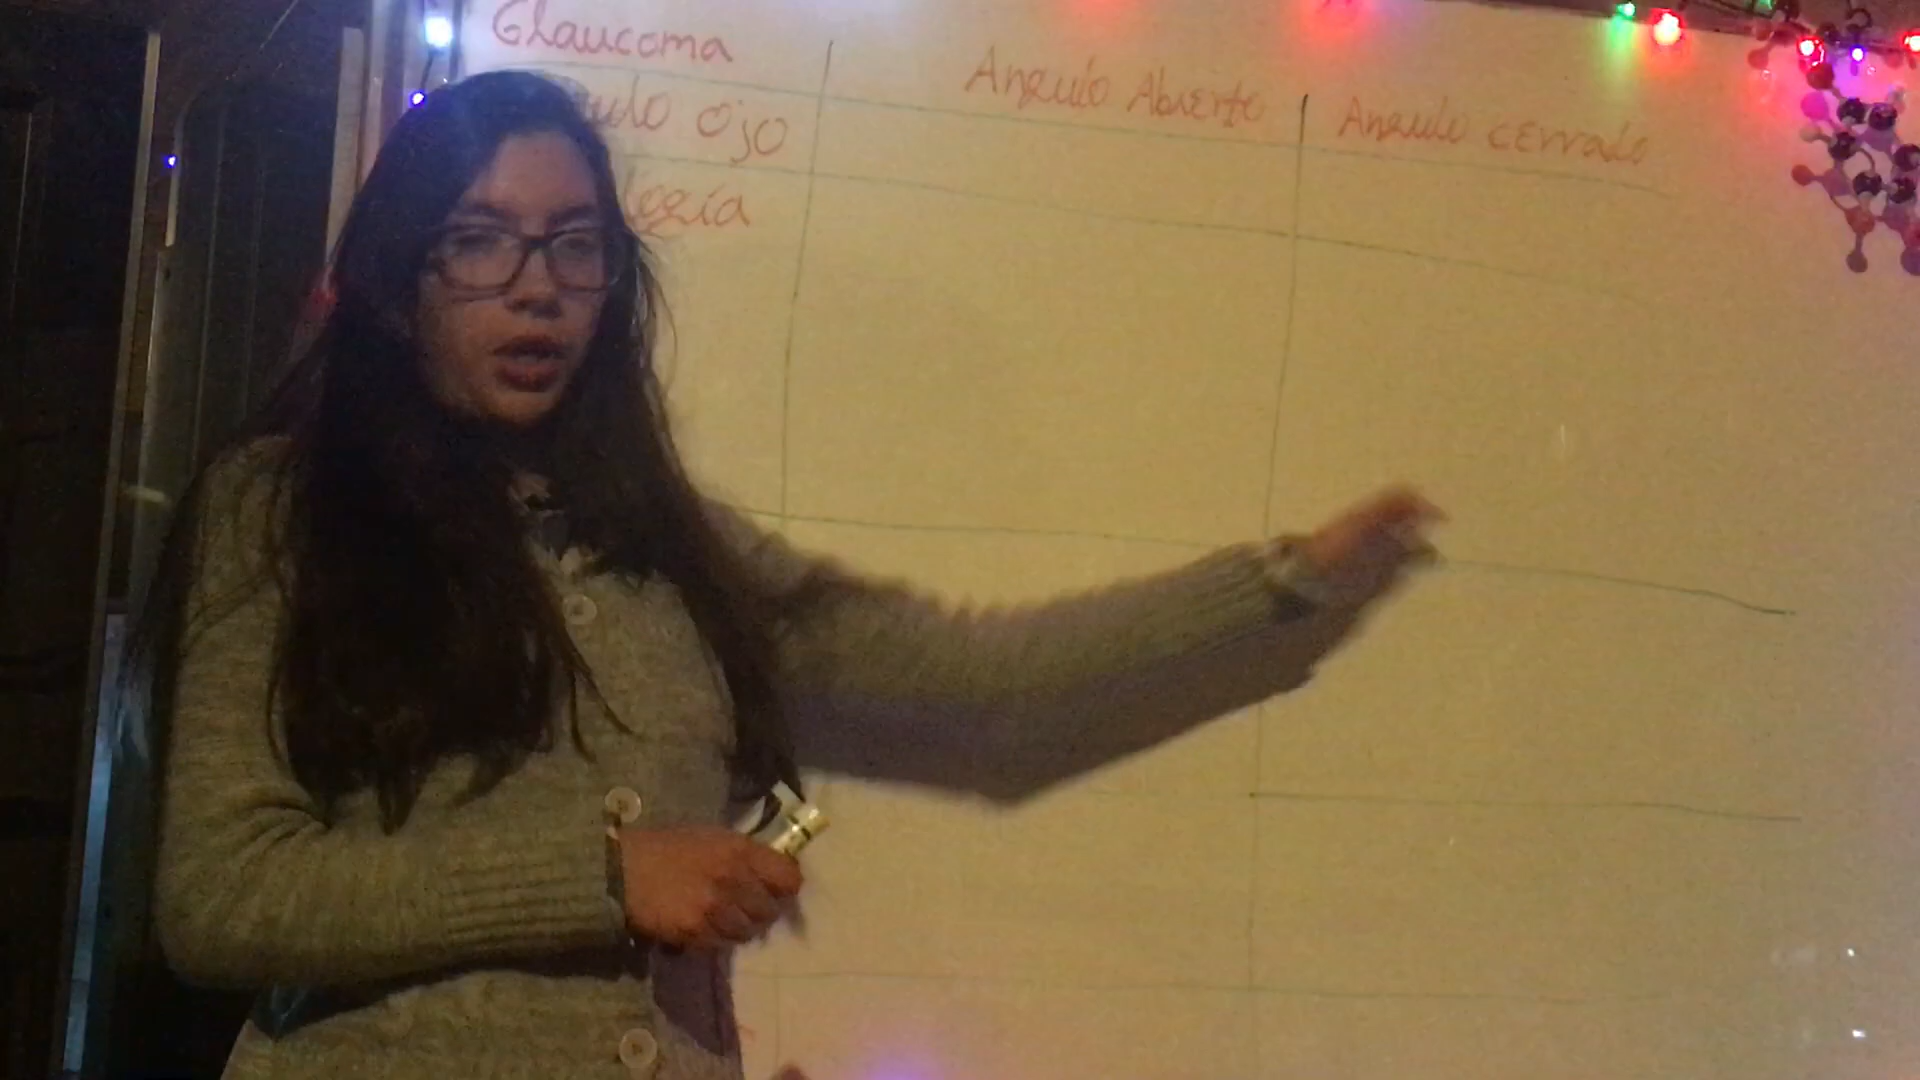 Glaucoma
ojo
Angulo Abierto
Angulo cerrado